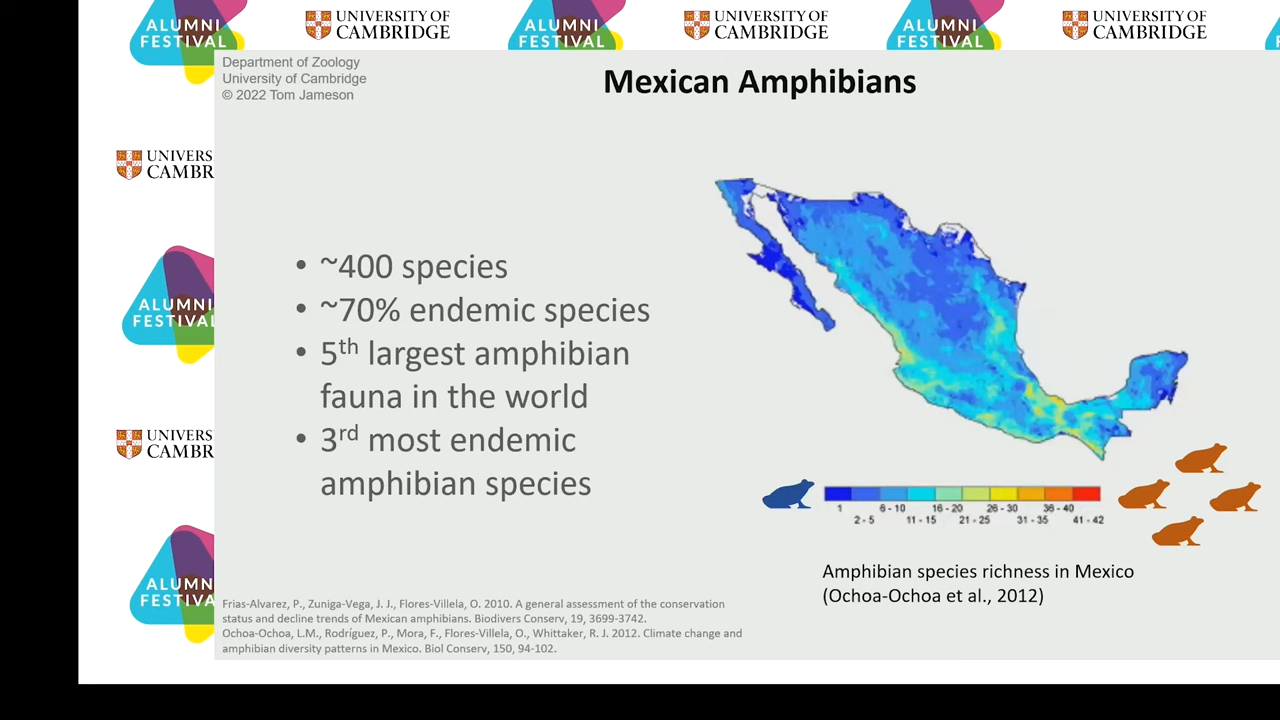 ALUMNI
FESTIVAL
UNIVERSITY OF
CAMBRIDGE
ALUMNI
FESTIVAL
UNIVERSITY OF
CAMBRIDGE
ALUMNI
FESTIVAL
UNIVERSITY OF
CAMBRIDGE
Department of Zoology
University of Cambridge
© 2022 Tom Jameson
Mexican Amphibians
UNIVERS
CAMBR
ALUMNI
FESTIVAL
UNIVERS
CAMBR
ALUMN
FESTIVA
• ~400 species
• ~70% endemic species
• 5th largest amphibian
fauna in the world
• 3rd most endemic
amphibian species
1 6 - 10 16 - 20 26 - 30 36 - 40
2 - 5 11 - 15 21 - 25 31 - 35 41 - 42
Amphibian species richness in Mexico
(Ochoa-Ochoa et al., 2012)
Frias-Alvarez, P., Zuniga-Vega, J. J., Flores-Villela, O. 2010. A general assessment of the conservation
status and decline trends of Mexican amphibians. Biodivers Conserv, 19, 3699-3742.
Ochoa-Ochoa, L.M., Rodríguez, P., Mora, F., Flores-Villela, O., Whittaker, R. J. 2012. Climate change and
amphibian diversity patterns in Mexico. Biol Conserv, 150, 94-102.